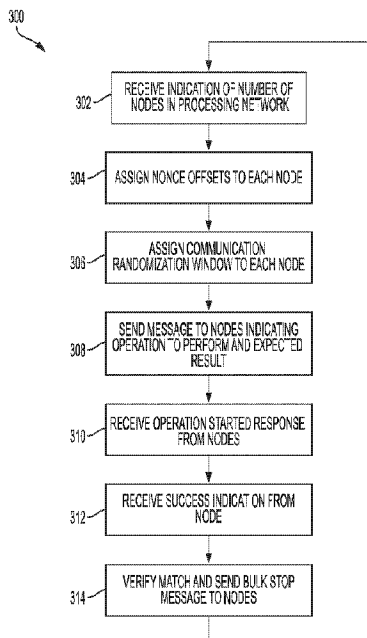 300
302
RECEIVE INDICATION OF NUMBER OF
NODES IN PROCESSING NETWORK
304
ASSIGN NONCE OFFSETS TO EACH NODE
306
ASSIGN COMMUNICATION
RANDOMIZATION WINDOW TO EACH NODE
308
SEND MESSAGE TO NODES INDICATING
OPERATION TO PERFORM AND EXPECTED
RESULT
310
RECEIVE OPERATION STARTED RESPONSE
FROM NODES
312
RECEIVE SUCCESS INDICATION FROM
NODE
314
VERIFY MATCH AND SEND BULK STOP
MESSAGE TO NODES